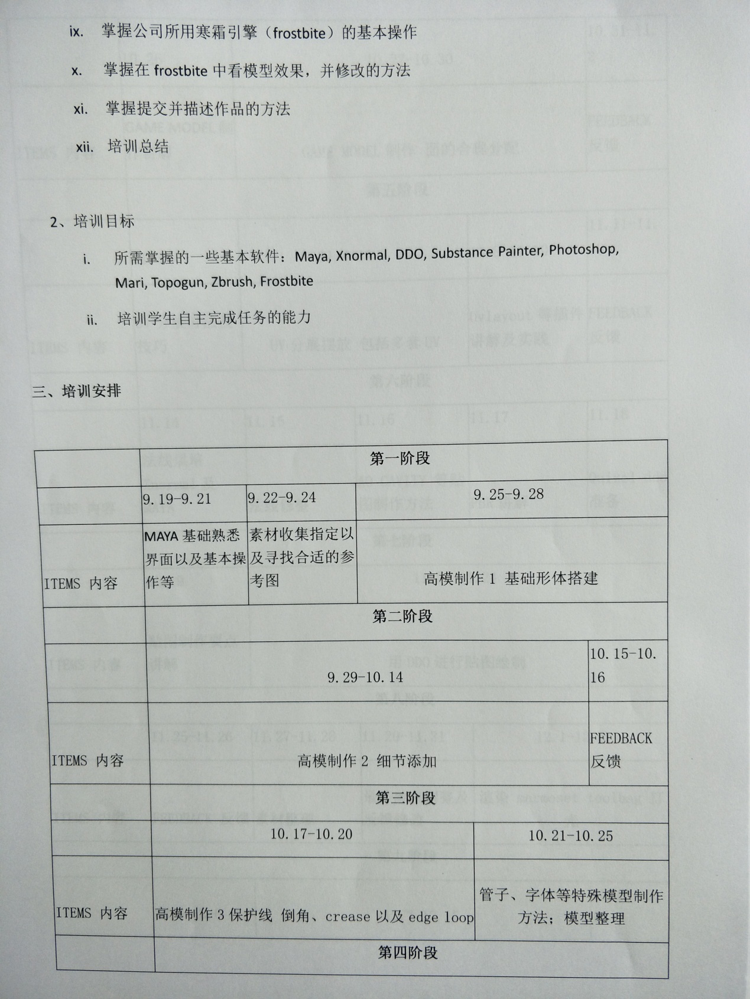 ix. 掌握公司所用寒霜引擎（frostbite）的基本操作
x. 掌握在 frostbite 中看模型效果，并修改的方法
xi. 掌握提交并描述作品的方法
xii. 培训总结
2、培训目标
i. 所需掌握的一些基本软件：Maya, Xnormal, DDO, Substance Painter, Photoshop,
Mari, Topogun, Zbrush, Frostbite
ii. 培训学生自主完成任务的能力
三、培训安排
第一阶段
9.19-9.21 9.22-9.24 9.25-9.28
MAYA 基础熟悉
界面以及基本操
作等
素材收集指定以
及寻找合适的参
考图
ITEMS 内容
高模制作 1 基础形体搭建
第二阶段
9.29-10.14
10.15-10.
16
ITEMS 内容
高模制作 2 细节添加
FEEDBACK
反馈
第三阶段
10.17-10.20 10.21-10.25
ITEMS 内容
高模制作 3 保护线 倒角、crease 以及 edge loop
管子、字体等特殊模型制作
方法；模型整理
第四阶段